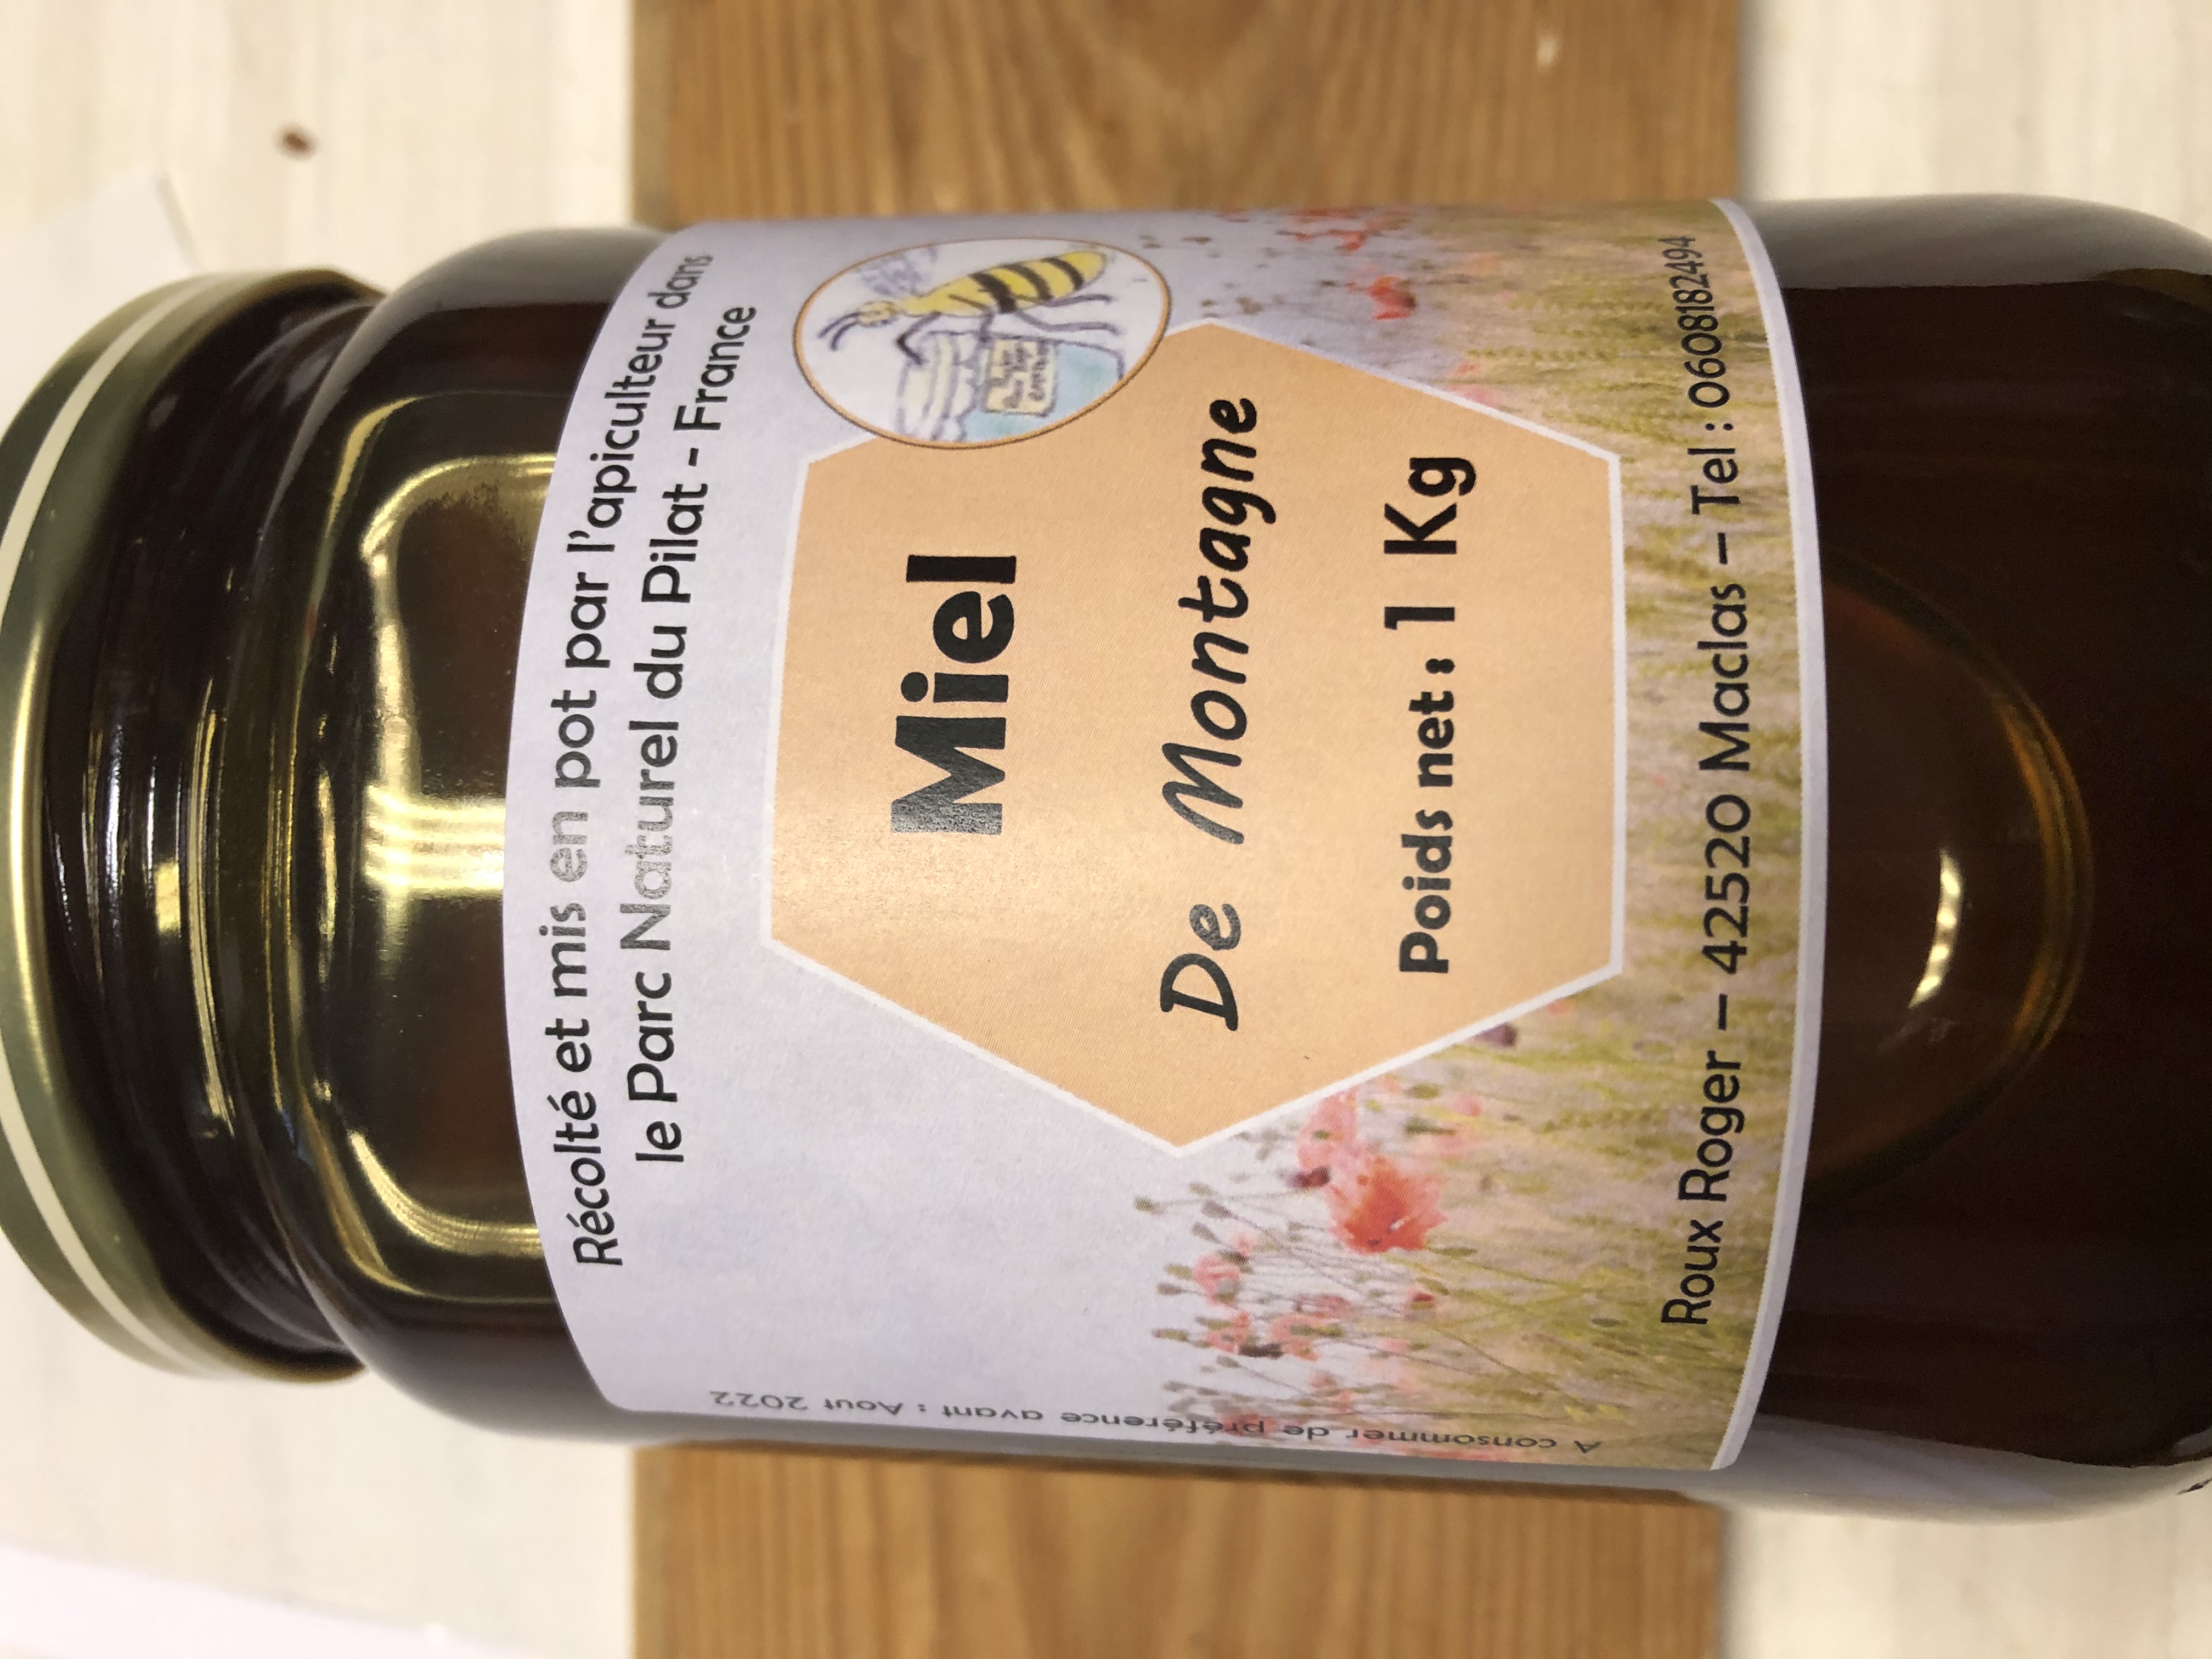 Récolté et mis en pot par l'apiculteur dans
le Parc Naturel du Pilat - France
Miel
De Montagne
Poids net : 1 Kg
Roux Roger – 42520 Maclas – Tel : 0608182494
A consommer de préférence avant : Aout 2022